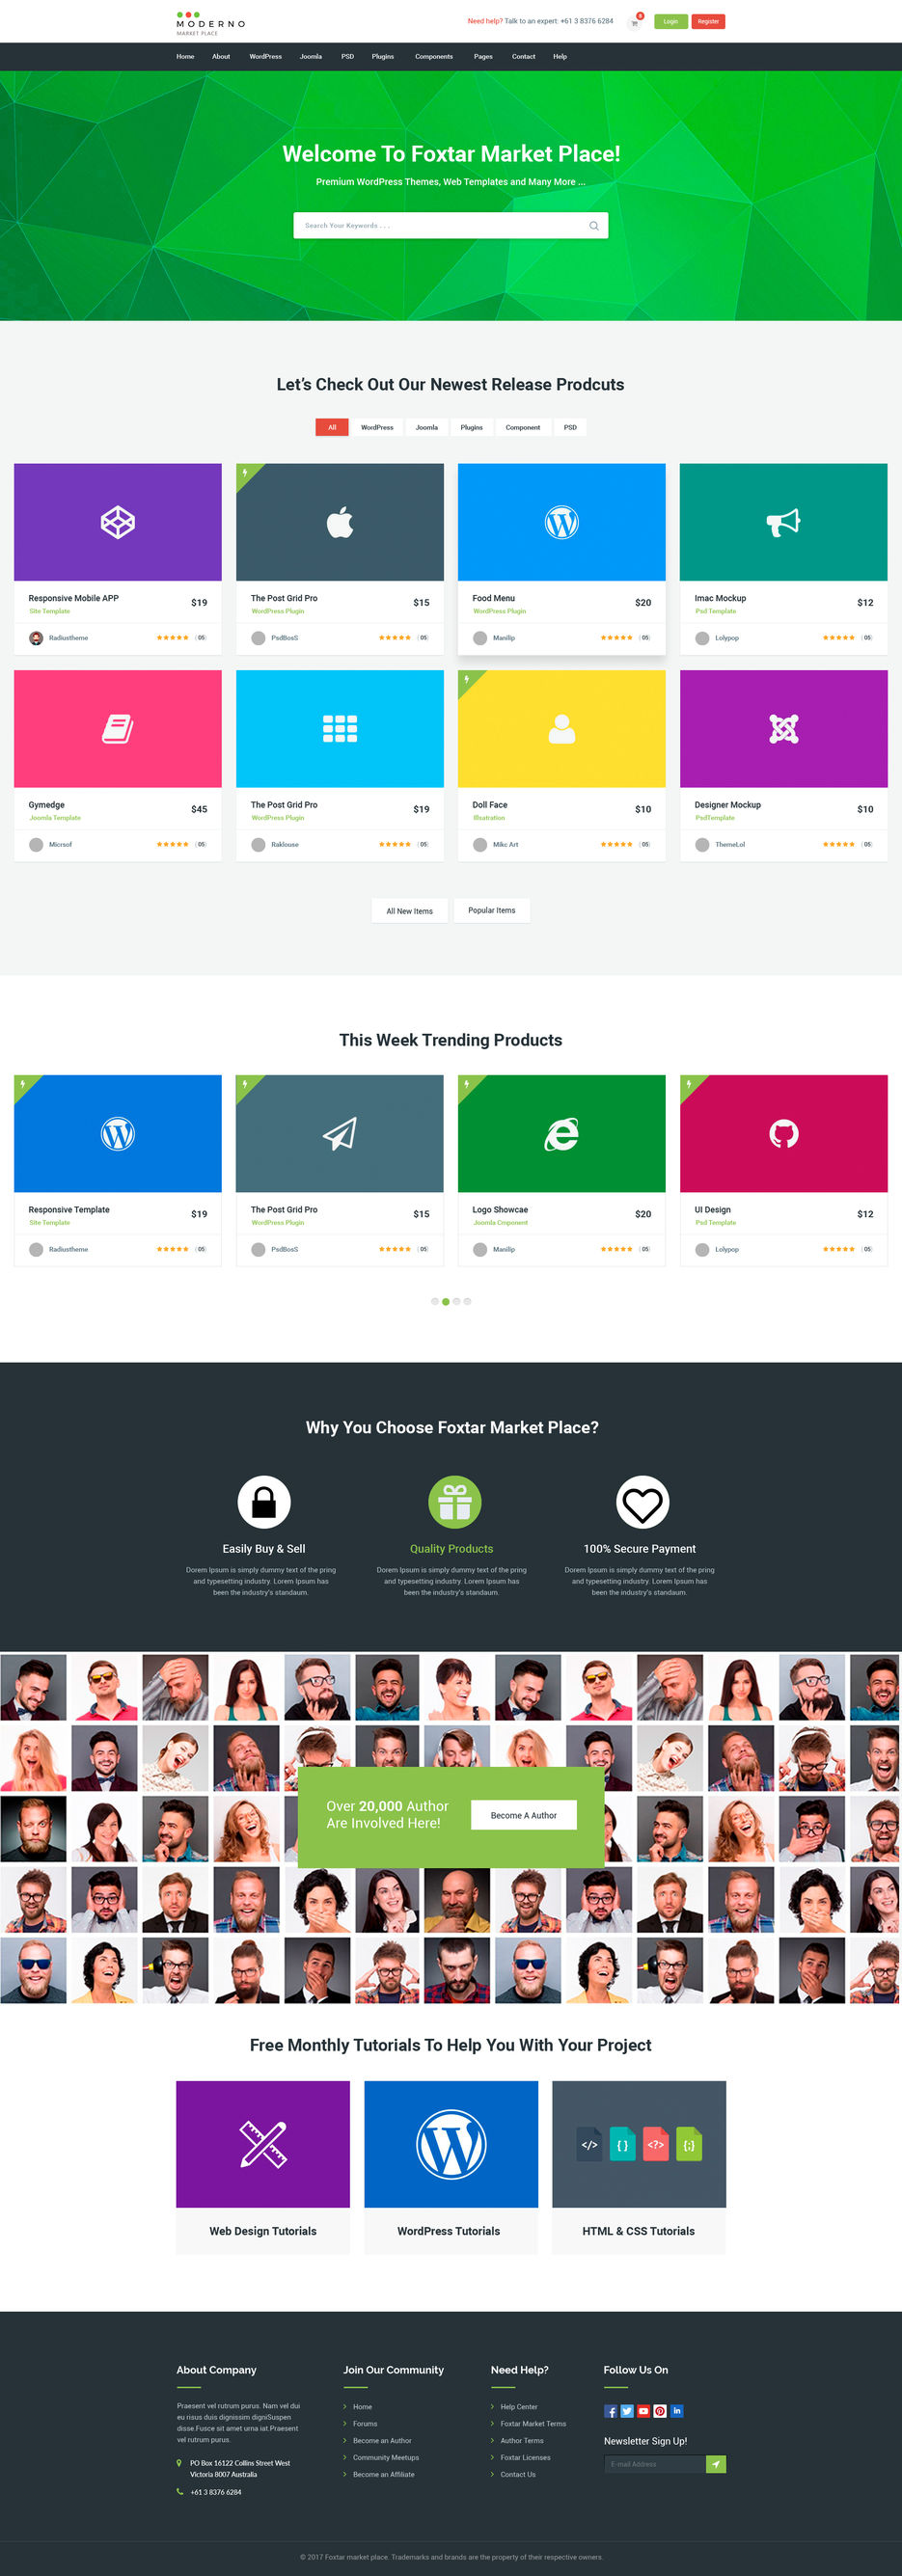 MODERNO
MARKET PLACE
Need help? Talk to an expert: +61 3 8376 6284
0
Login
Register
Home About WordPress Joomla PSD Plugins Components Pages Contact Help
Welcome To Foxtar Market Place!
Premium WordPress Themes, Web Templates and Many More ...
Search Your Keywords . . .
Let's Check Out Our Newest Release Prodcuts
All WordPress Joomla Plugins Component PSD
Responsive Mobile APP
Site Template
$19
Radiustheme
(05)
The Post Grid Pro
WordPress Plugin
$15
PsdBosS
(05)
Food Menu
WordPress Plugin
$20
Manilip
(05)
Imac Mockup
Psd Template
$12
Lolypop
(05)
Gymedge
Joomla Template
$45
Micrsof
(05)
The Post Grid Pro
WordPress Plugin
$19
Raklouse
(05)
Doll Face
Illsatration
$10
Mike Art
(05)
Designer Mockup
PsdTemplate
$10
ThemeLol
(05)
All New Items
Popular Items
This Week Trending Products
Responsive Template
Site Template
$19
Radiustheme
(05)
The Post Grid Pro
WordPress Plugin
$15
PsdBosS
(05)
Logo Showcae
Joomla Cmponent
$20
Manilip
(05)
UI Design
Psd Template
$12
Lolypop
(05)
Why You Choose Foxtar Market Place?
Easily Buy & Sell
Dorem Ipsum is simply dummy text of the pring
and typesetting industry. Lorem Ipsum has
been the industry's standaum.
Quality Products
Dorem Ipsum is simply dummy text of the pring
and typesetting industry. Lorem Ipsum has
been the industry's standaum.
100% Secure Payment
Dorem Ipsum is simply dummy text of the pring
and typesetting industry. Lorem Ipsum has
been the industry's standaum.
Over 20,000 Author
Are Involved Here!
Become A Author
Free Monthly Tutorials To Help You With Your Project
</> { } <?> {;}
Web Design Tutorials
WordPress Tutorials
HTML & CSS Tutorials
About Company
Praesent vel rutrum purus. Nam vel dui
eu risus duis dignissim digniSuspen
disse.Fusce sit amet urna iat.Praesent
vel rutrum purus.
PO Box 16122 Collins Street West
Victoria 8007 Australia
+61 3 8376 6284
Join Our Community
Home
Forums
Become an Author
Community Meetups
Become an Affiliate
Need Help?
Help Center
Foxtar Market Terms
Author Terms
Foxtar Licenses
Contact Us
Follow Us On
Newsletter Sign Up!
E-mail Address
© 2017 Foxtar market place. Trademarks and brands are the property of their respective owners.